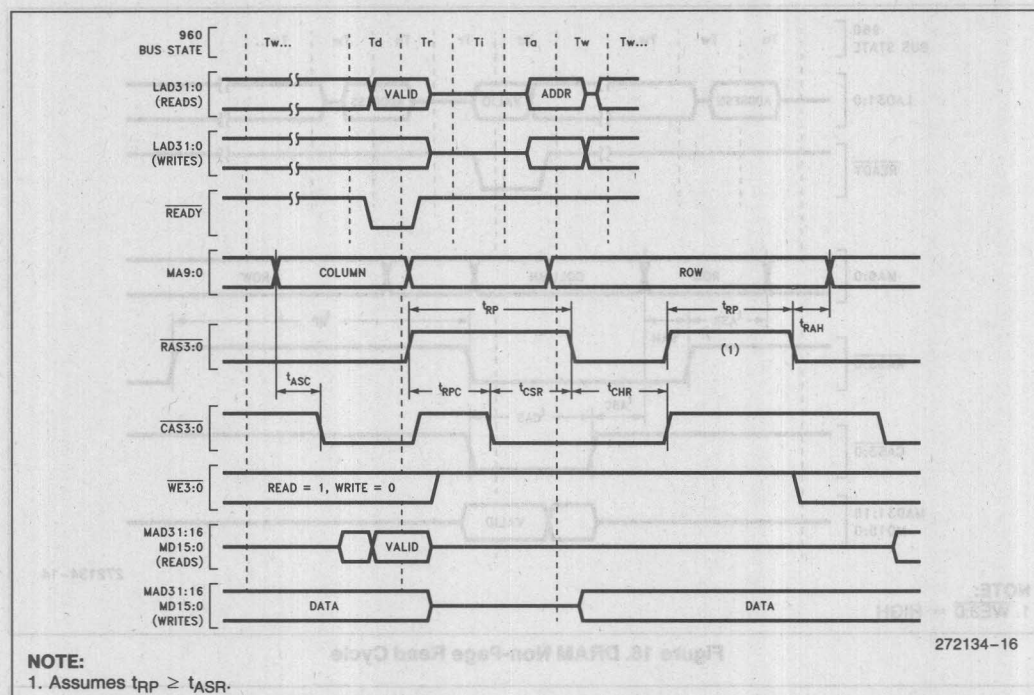 960
BUS STATE
Tw... Td Tr Ti Ta Tw Tw...
LAD31:0
(READS)
VALID ADDR
LAD31:0
(WRITES)
READY
MA9:0
COLUMN ROW
tRP tRP tRAH
RAS3:0
(1)
tASC tRPC tCSR tCHR
CAS3:0
WE3:0
READ = 1, WRITE = 0
MAD31:16
MD15:0
(READS)
VALID
MAD31:16
MD15:0
(WRITES)
DATA DATA
272134-16
NOTE:
1. Assumes tRP ≥ tASR.